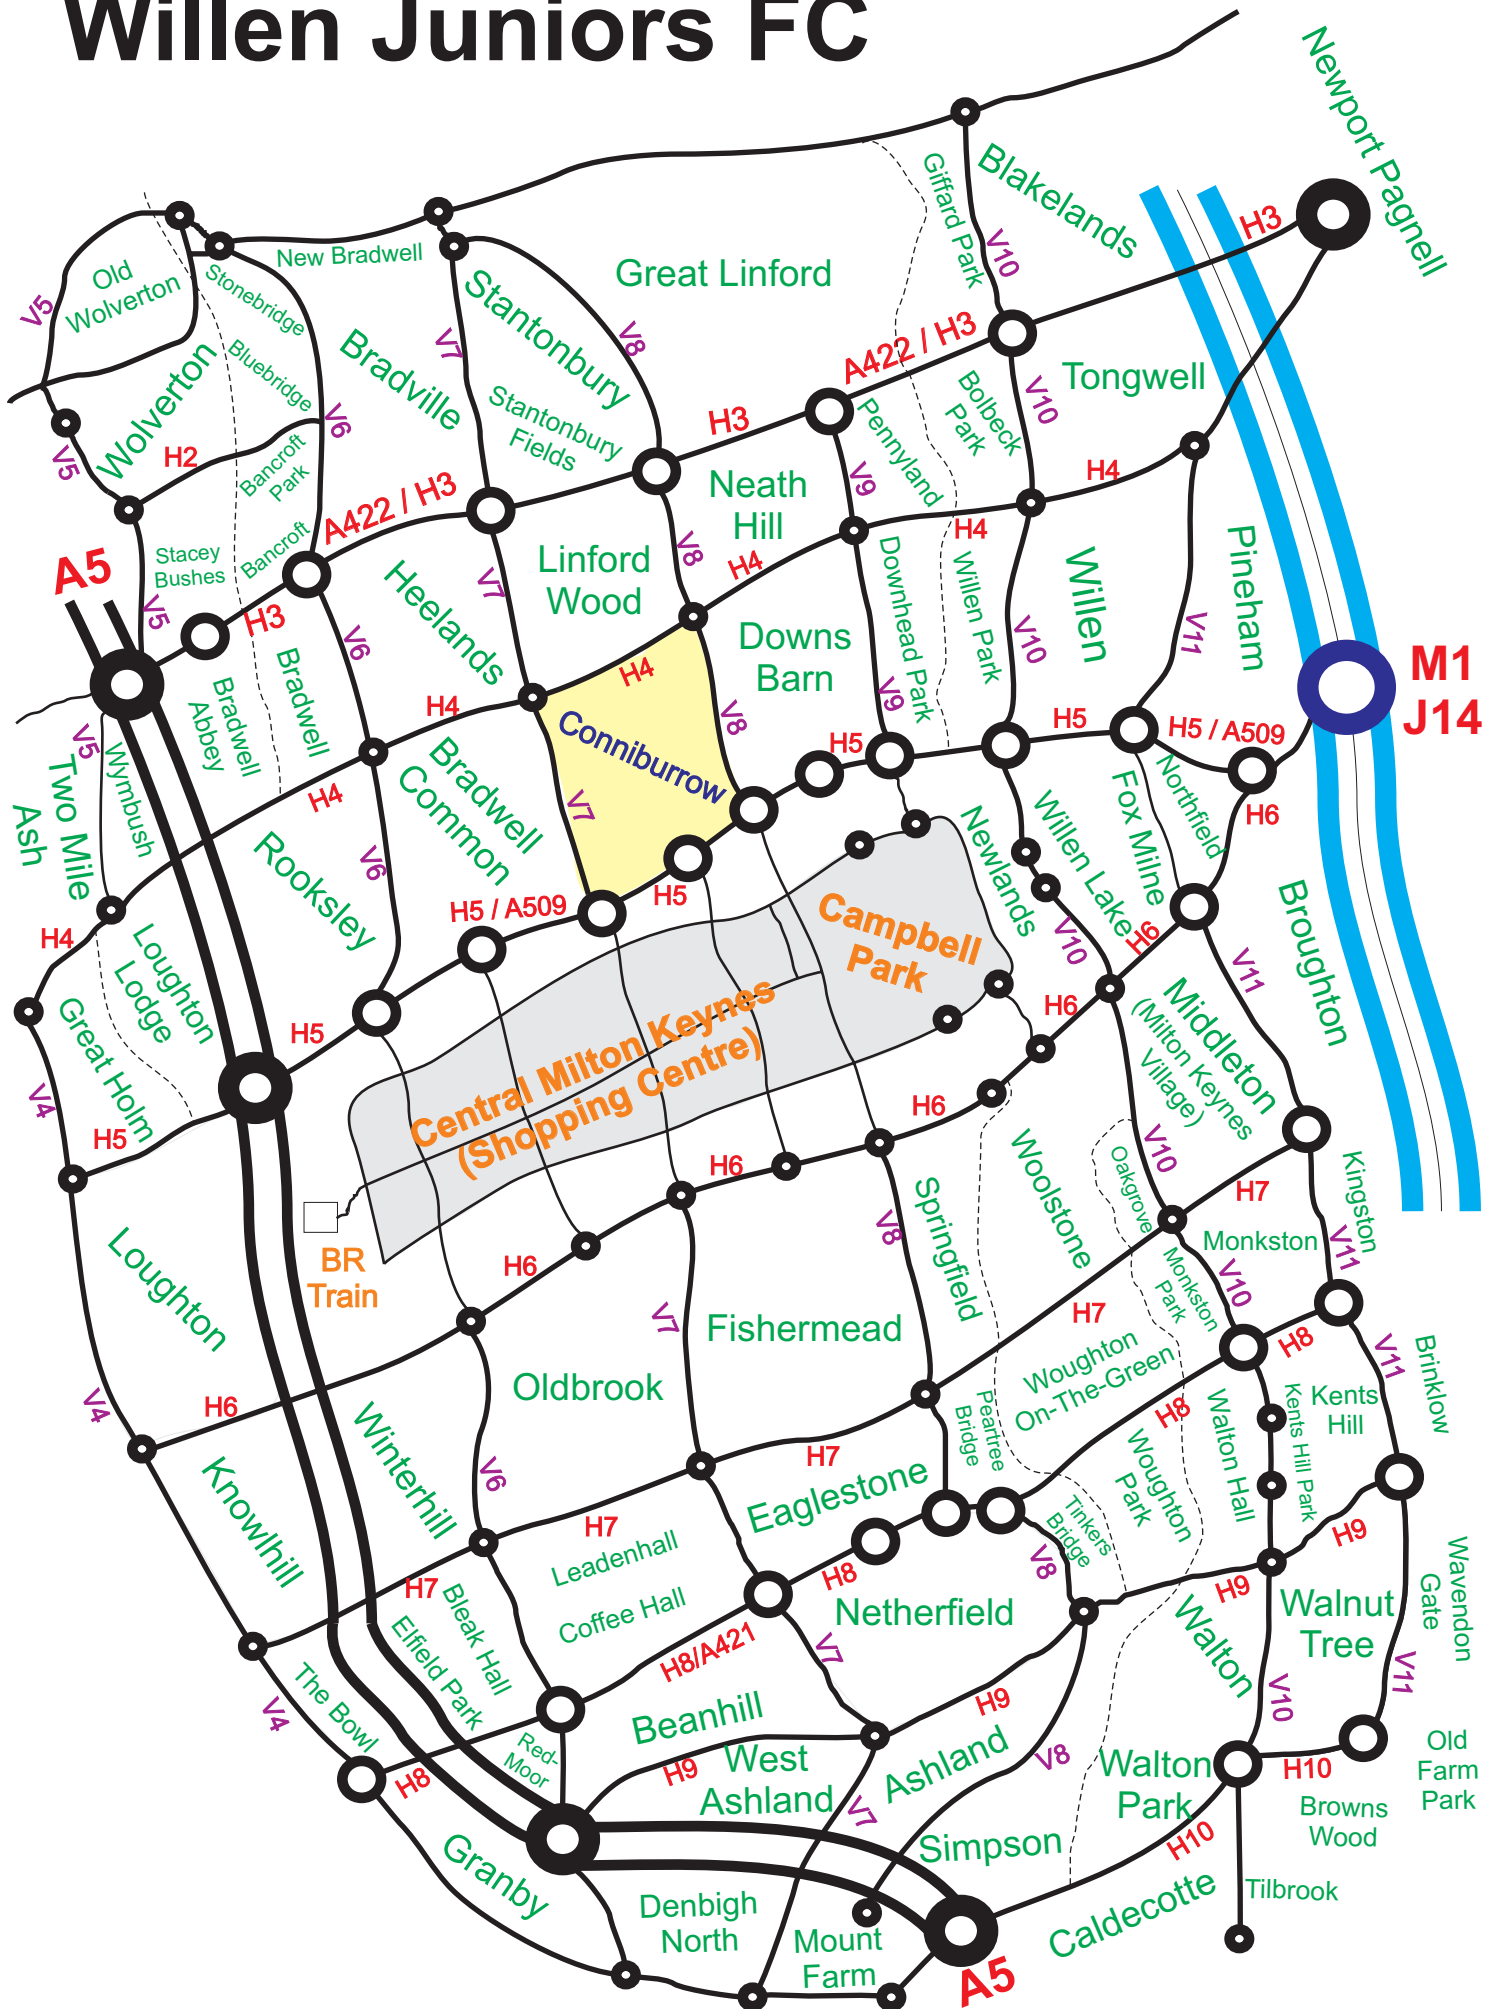 Willen Juniors FC
Newport Pagnell
Blakelands
Giffard Park
H3
V10
New Bradwell
Great Linford
Old
Wolverton
V5
Stonebridge
Stantonbury
V8
V7
A422 / H3
Tongwell
Bluebridge
Bradville
Wolverton
Stantonbury
Fields
Bolbeck
Park
V10
Pennyland
H3
V6
H2
V5
Bancroft
Park
A422 / H3
Neath
Hill
V9
H4
H4
Pineham
Stacey
Bushes
Bancroft
A5
V5
H3
Heelands
V7
Linford
Wood
V8
H4
Downhead Park
Willen Park
Willen
V10
V11
V6
Bradwell
Bradwell
Abbey
H4
H4
Downs
Barn
V9
V8
M1
J14
H5
H5 / A509
H5
V5
Wymbush
Two Mile
Ash
H4
Bradwell
Common
Conniburrow
V7
Northfield
Fox Milne
H6
Willen Lake
Newlands
Rooksley
V6
H5 / A509
H5
Campbell
Park
V10
H6
V11
Broughton
H4
Loughton
Lodge
Great Holm
H5
H6
Middleton
(Milton Keynes
Village)
Central Milton Keynes
(Shopping Centre)
V4
H5
H6
H6
Woolstone
Oakgrove
V10
Kingston
H7
Springfield
V8
V11
Monkston
Loughton
BR
Train
H6
V7
Fishermead
Monkston
Park
V10
H7
H8
V11
Brinklow
Woughton
On-The-Green
Oldbrook
V4
H6
Winterhill
Peartree
Bridge
H8
Walton Hall
Kents Hill Park
Kents
Hill
V6
H7
Eaglestone
Woughton
Park
Knowlhill
H7
Leadenhall
Tinkers
Bridge
H9
V8
H8
H7
Bleak Hall
Coffee Hall
Netherfield
H9
Walton
Walnut
Tree
Wavendon
Gate
Elfield Park
H8/A421
V7
V11
The Bowl
V4
Beanhill
H9
V10
Red-
Moor
H9
West
Ashland
Ashland
V8
Walton
Park
H10
Old
Farm
Park
H8
V7
Browns
Wood
Simpson
H10
Granby
Denbigh
North
Mount
Farm
Caldecotte
Tilbrook
A5